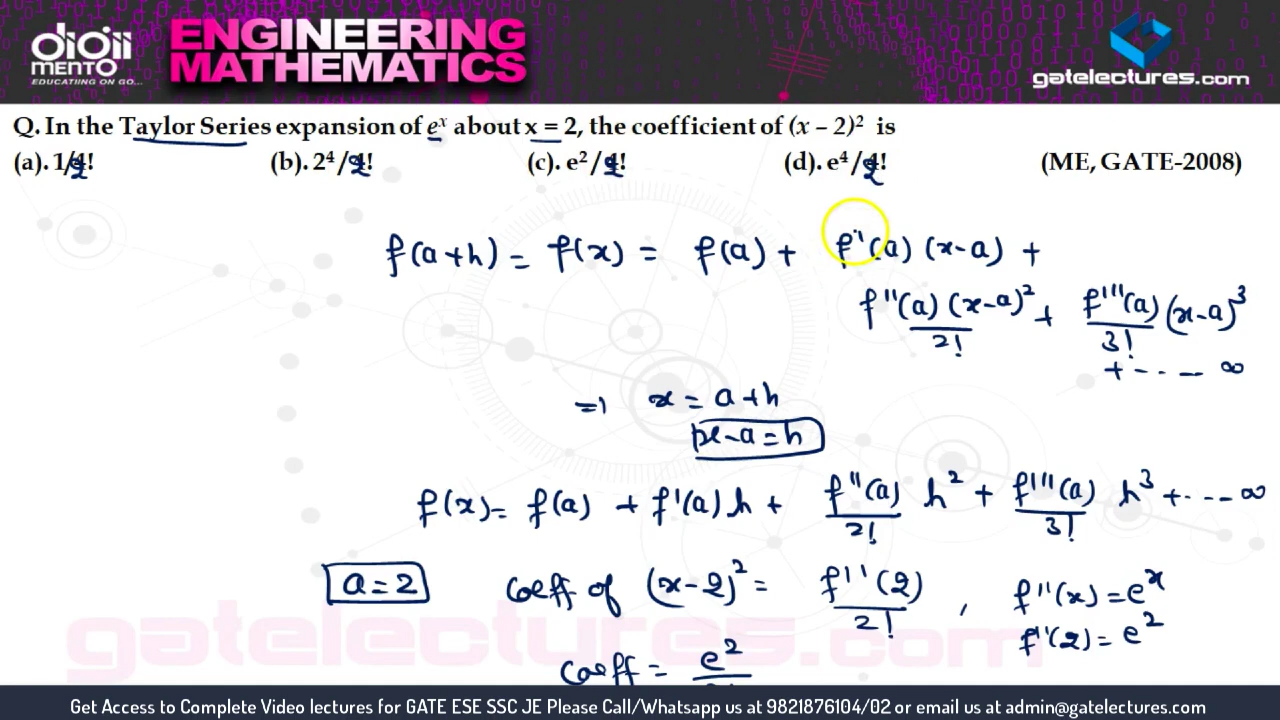 digii MENTO EDUCATING ON GO... ENGINEERING MATHEMATICS gatelectures.com
Q. In the Taylor Series expansion of eˣ about x = 2, the coefficient of (x – 2)² is
(a). 1/2! (b). 2⁴/2! (c). e²/2! (d). e⁴/2! (ME, GATE-2008)
f(a+h) = f(x) = f(a) + f'(a) (x-a) +
f''(a) (x-a)²/2! + f'''(a)/3! (x-a)³
+ --- ∞
⇒ x = a+h
x-a = h
f(x) = f(a) + f'(a) h + f''(a)/2! h² + f'''(a)/3! h³ + --- ∞
a = 2 Coeff of (x-2)² = f''(2)/2! , f''(x) = eˣ
f''(2) = e²
Coeff = e²
gatelectures.com
Get Access to Complete Video lectures for GATE ESE SSC JE Please Call/Whatsapp us at 9821876104/02 or email us at admin@gatelectures.com